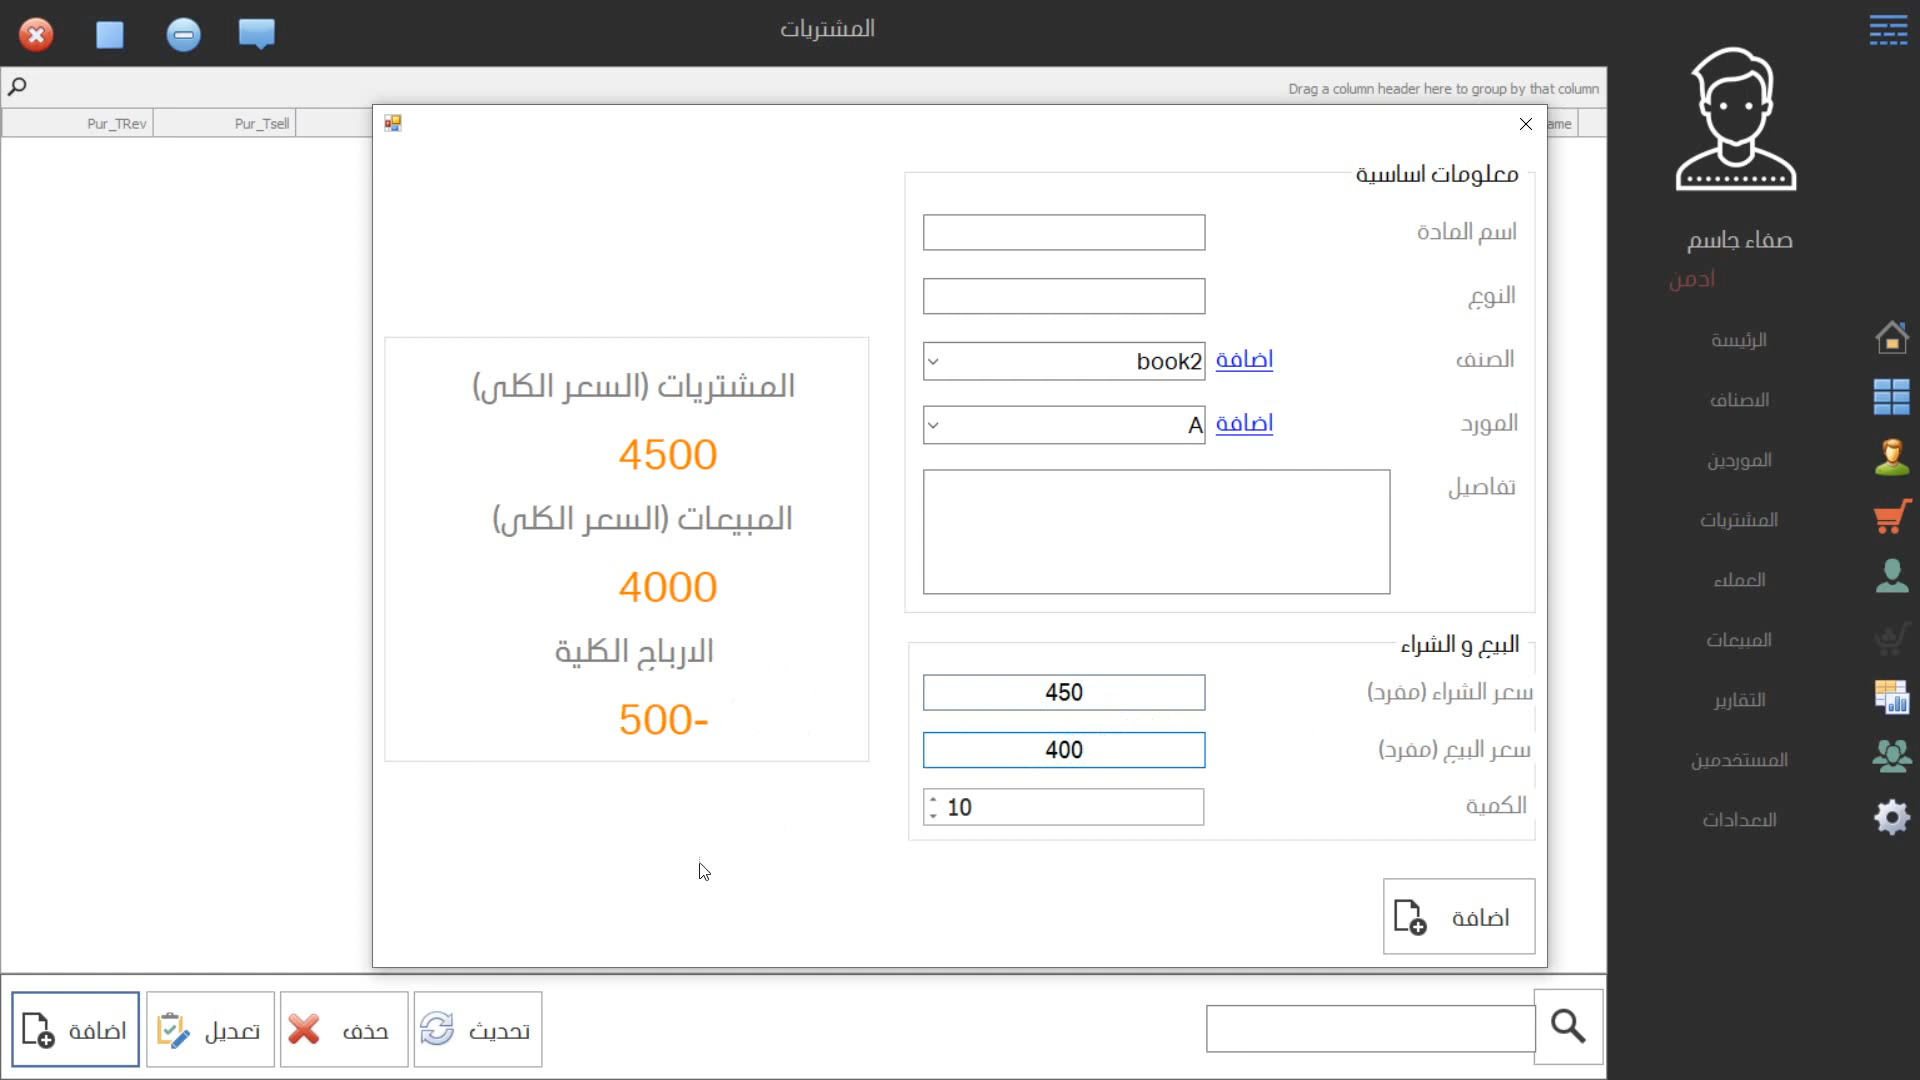 المشتريات
Drag a column header here to group by that column
Pur_TRev
Pur_Tsell
ame
معلومات اساسية
اسم المادة
النوع
الصنف
اضافة
book2
المورد
اضافة
A
تفاصيل
المشتريات (السعر الكلي)
4500
المبيعات (السعر الكلي)
4000
الارباح الكلية
500-
البيع و الشراء
سعر الشراء (مفرد)
450
سعر البيع (مفرد)
400
الكمية
10
اضافة
صفاء جاسم
ادمن
الرئيسة
الاصناف
الموردين
المشتريات
العملاء
المبيعات
التقارير
المستخدمين
الاعدادات
اضافة
تعديل
حذف
تحديث